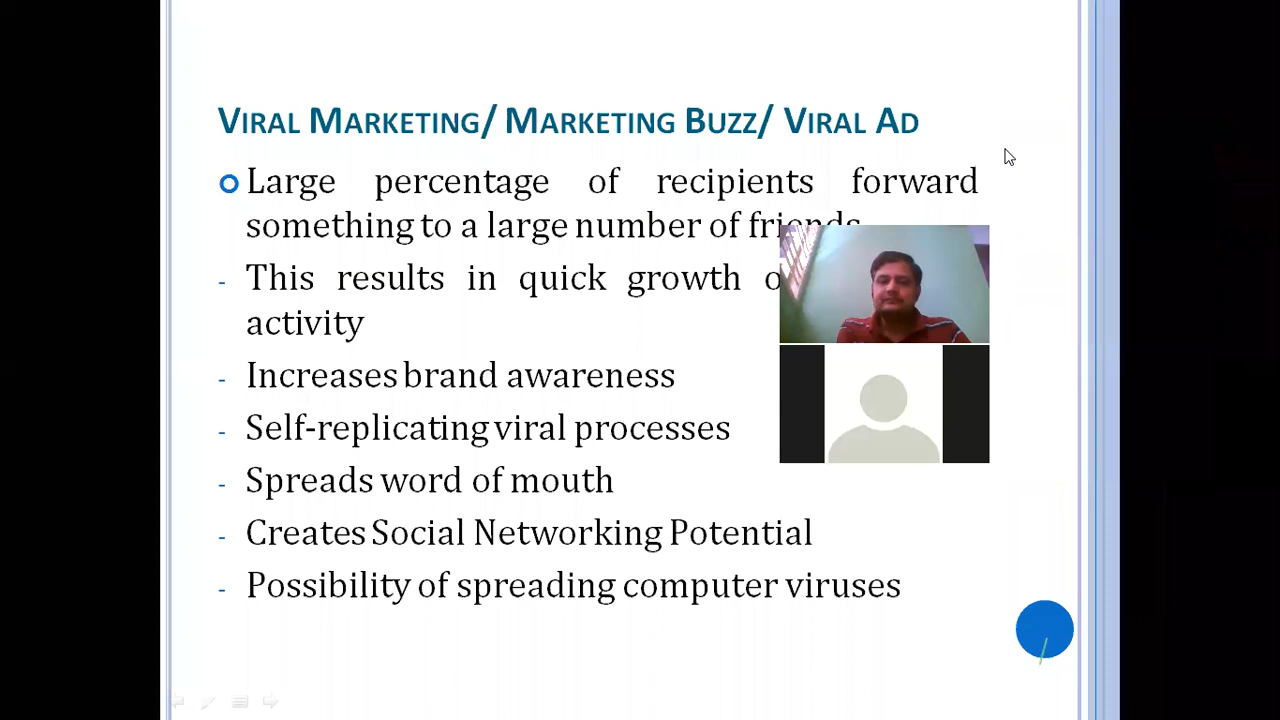 VIRAL MARKETING/ MARKETING BUZZ/ VIRAL AD
Large percentage of recipients forward
something to a large number of friends
- This results in quick growth
activity
- Increases brand awareness
- Self-replicating viral processes
- Spreads word of mouth
- Creates Social Networking Potential
- Possibility of spreading computer viruses